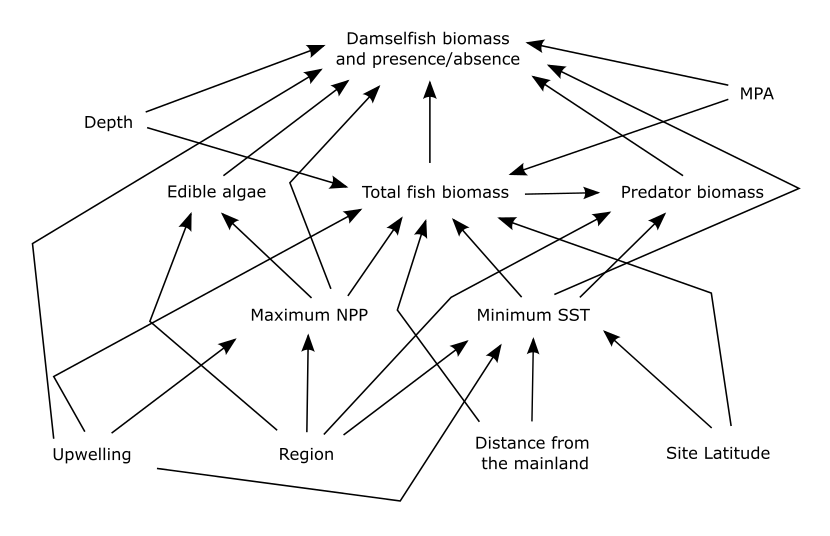 Damselfish biomass
and presence/absence
MPA
Depth
Edible algae
Total fish biomass
Predator biomass
Maximum NPP
Minimum SST
Upwelling
Region
Distance from
the mainland
Site Latitude